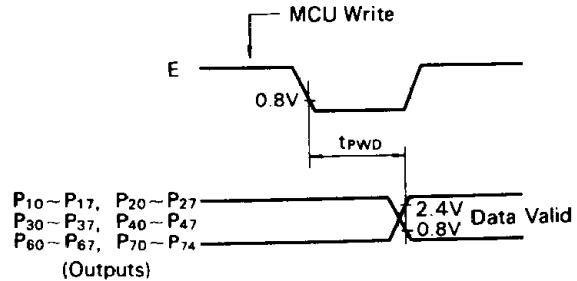 MCU Write
E
0.8V
tPWD
P10~P17, P20~P27
P30~P37, P40~P47
P60~P67, P70~P74
(Outputs)
2.4V
0.8V
Data Valid